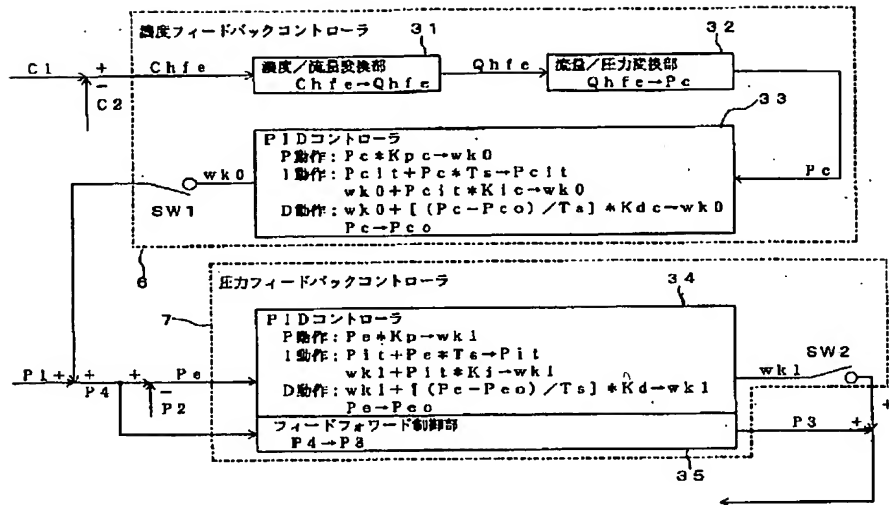 濃度フィードバックコントローラ
31
32
C1
+
Chfe
濃度／流量変換部
Chfe→Qhfe
Qhfe
流量／圧力変換部
Qhfe→Pc
−
C2
33
PIDコントローラ
P動作：Pc*Kpc→wk0
I動作：Pcit+Pc*Ts→Pcit
wk0+Pcit*Kic→wk0
D動作：wk0+[(Pc-Pco)/Ts]*Kdc→wk0
Pc→Pco
wk0
Pc
SW1
6
圧力フィードバックコントローラ
34
7
PIDコントローラ
P動作：Pe*Kp→wk1
I動作：Pit+Pe*Ts→Pit
wk1+Pit*Ki→wk1
D動作：wk1+[(Pe-Peo)/Ts]*Kd→wk1
Pe→Peo
wk1
SW2
P1
+
+
P4
+
Pe
−
P2
フィードフォワード制御部
P4→P3
P3
+
+
35